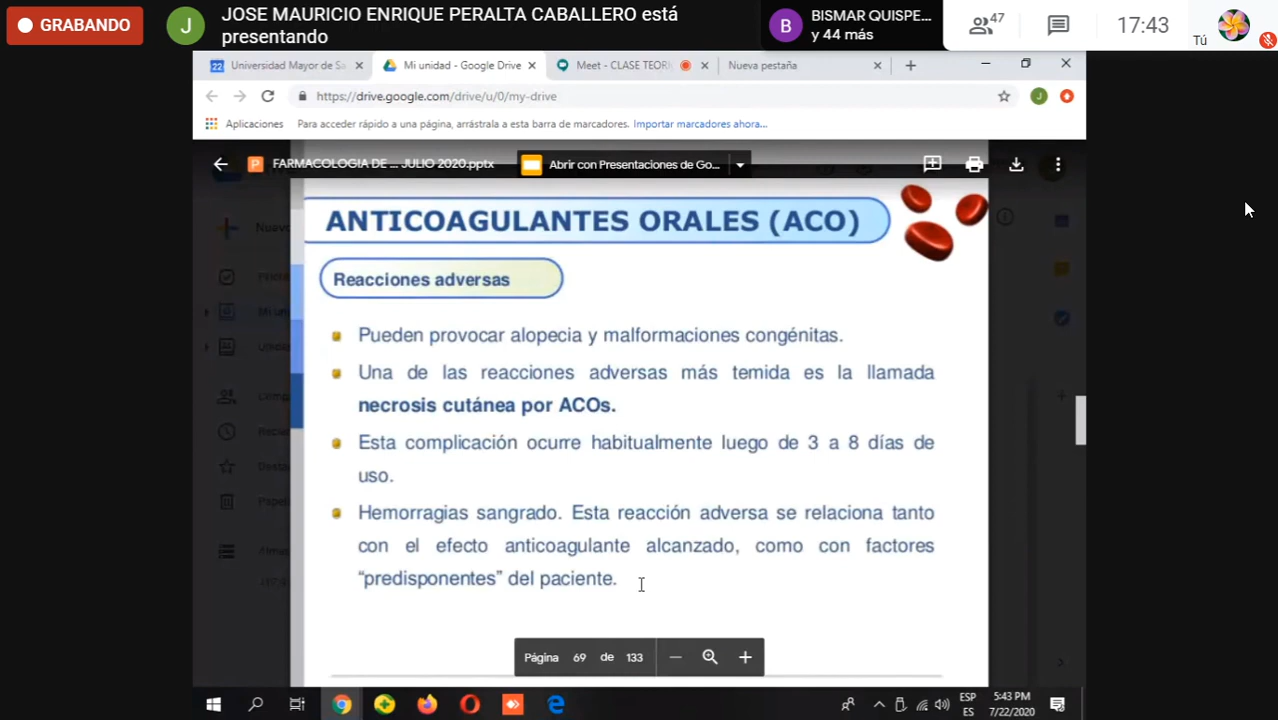 GRABANDO
J
JOSE MAURICIO ENRIQUE PERALTA CABALLERO está
presentando
B
BISMAR QUISPE...
y 44 más
47
17:43
Tú
22
Universidad Mayor de Sa
Mi unidad - Google Drive
Meet - CLASE TEORI
Nueva pestaña
https://drive.google.com/drive/u/0/my-drive
J
Aplicaciones
Para acceder rápido a una página, arrástrala a esta barra de marcadores.
Importar marcadores ahora...
P
FARMACOLOGIA DE ... JULIO 2020.pptx
Abrir con Presentaciones de Go...
Nuevo
Mi uni
ANTICOAGULANTES ORALES (ACO)
Reacciones adversas
Pueden provocar alopecia y malformaciones congénitas.
Una de las reacciones adversas más temida es la llamada
necrosis cutánea por ACOs.
Esta complicación ocurre habitualmente luego de 3 a 8 días de
uso.
Hemorragias sangrado. Esta reacción adversa se relaciona tanto
con el efecto anticoagulante alcanzado, como con factores
“predisponentes” del paciente.
Página 69 de 133
ESP
ES
5:43 PM
7/22/2020